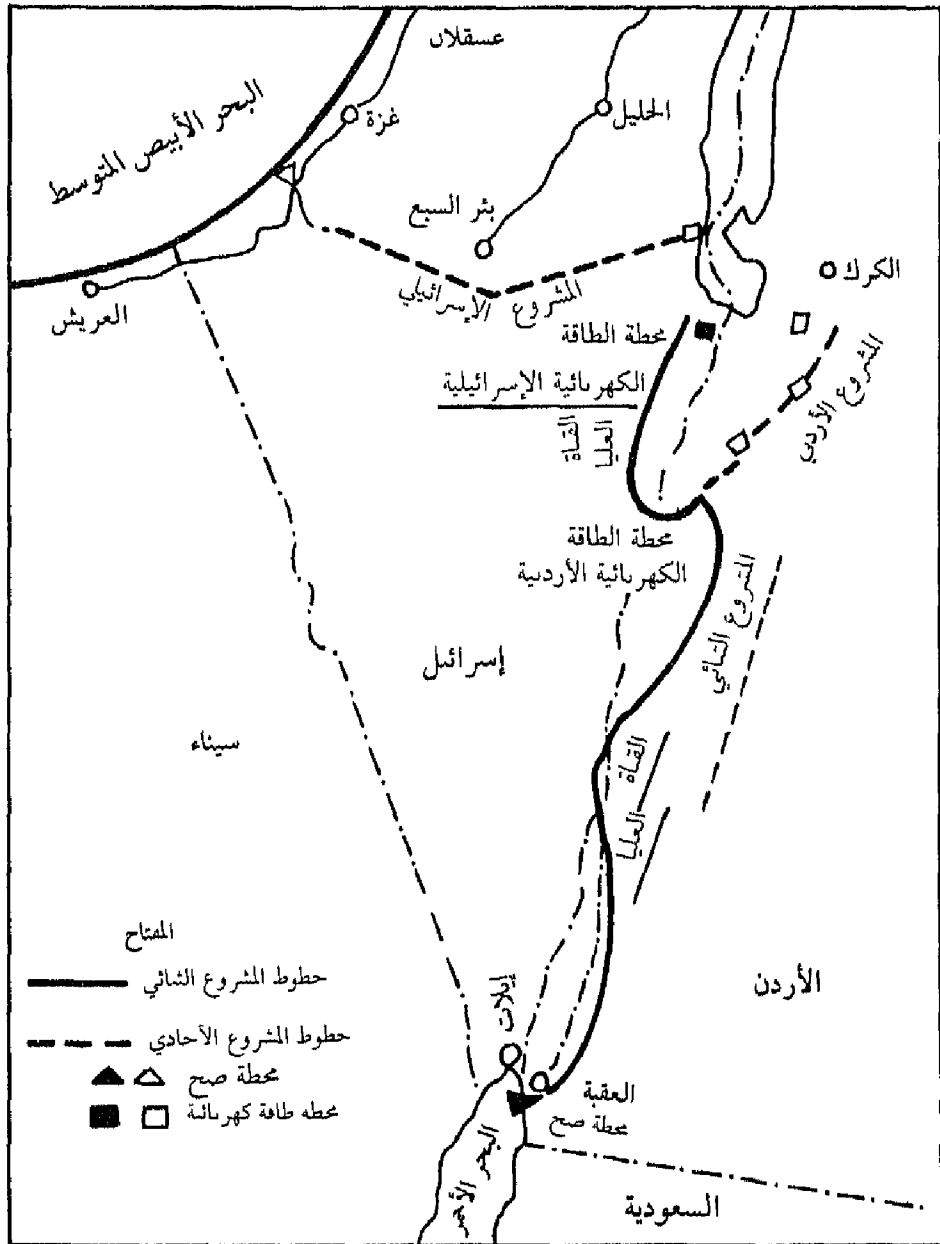 عسقلان
البحر الأبيض المتوسط
غزة
الخليل
بئر السبع
الكرك
العريش
المشروع الإسرائيلي
محطة الطاقة
الكهربائية الإسرائيلية
القناة
العليا
المشروع الأردني
محطة الطاقة
الكهربائية الأردنية
المشروع الثنائي
إسرائيل
سيناء
القناة
العليا
المفتاح
خطوط المشروع الثنائي
خطوط المشروع الأحادي
محطة ضخ
محطة طاقة كهربائية
إيلات
الأردن
العقبة
محطة ضخ
البحر الأحمر
السعودية